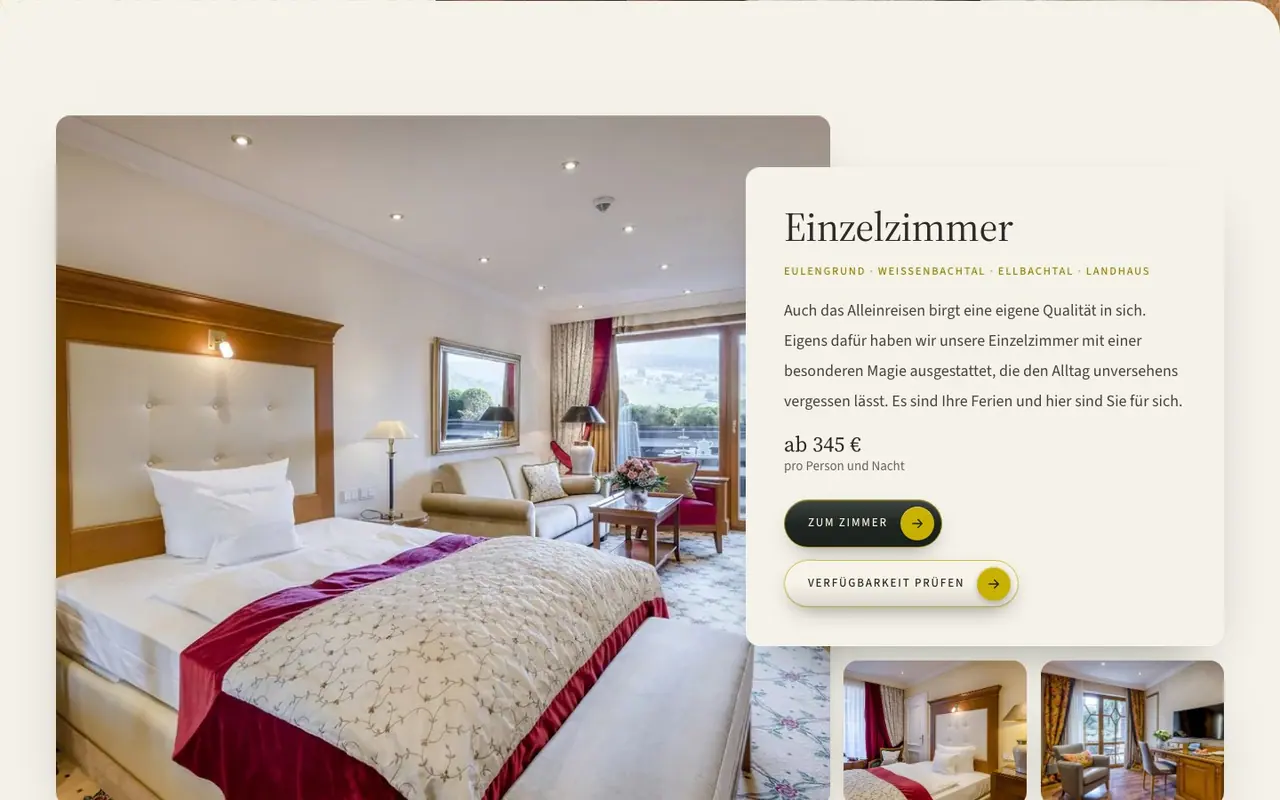 Einzelzimmer
EULENGRUND · WEISSENBACHTAL · ELLBACHTAL · LANDHAUS
Auch das Alleinreisen birgt eine eigene Qualität in sich.
Eigens dafür haben wir unsere Einzelzimmer mit einer
besonderen Magie ausgestattet, die den Alltag unversehens
vergessen lässt. Es sind Ihre Ferien und hier sind Sie für sich.
ab 345 €
pro Person und Nacht
ZUM ZIMMER
VERFÜGBARKEIT PRÜFEN